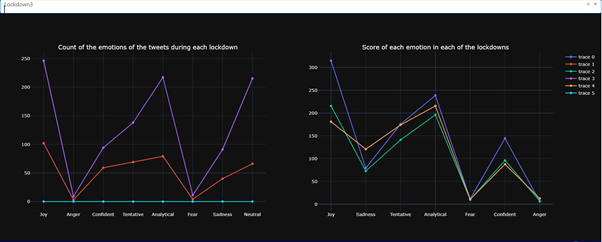 Lockdown3
Count of the emotions of the tweets during each lockdown
250
200
150
100
50
0
Joy Anger Confident Tentative Analytical Fear Sadness Neutral
Score of each emotion in each of the lockdowns
300
250
200
150
100
50
0
Joy Sadness Tentative Analytical Fear Confident Anger
trace 0
trace 1
trace 2
trace 3
trace 4
trace 5